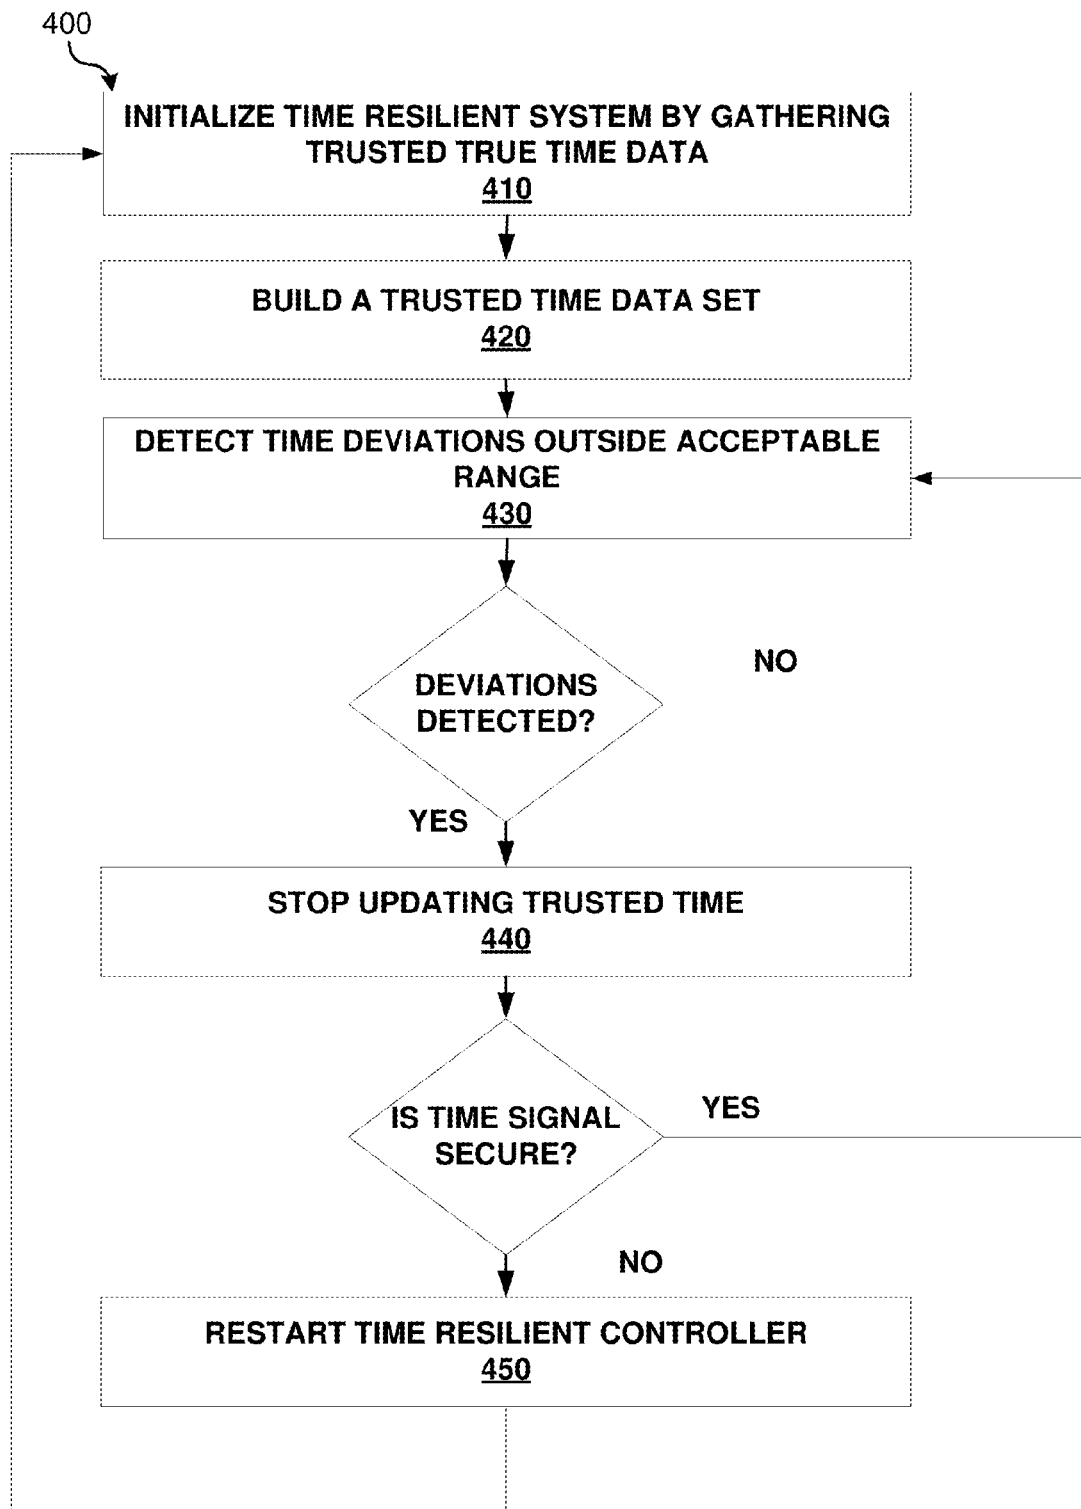 400
INITIALIZE TIME RESILIENT SYSTEM BY GATHERING
TRUSTED TRUE TIME DATA
410
BUILD A TRUSTED TIME DATA SET
420
DETECT TIME DEVIATIONS OUTSIDE ACCEPTABLE
RANGE
430
NO
DEVIATIONS
DETECTED?
YES
STOP UPDATING TRUSTED TIME
440
YES
IS TIME SIGNAL
SECURE?
NO
RESTART TIME RESILIENT CONTROLLER
450